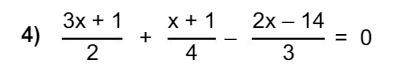 4) (3x + 1)/2 + (x + 1)/4 – (2x – 14)/3 = 0